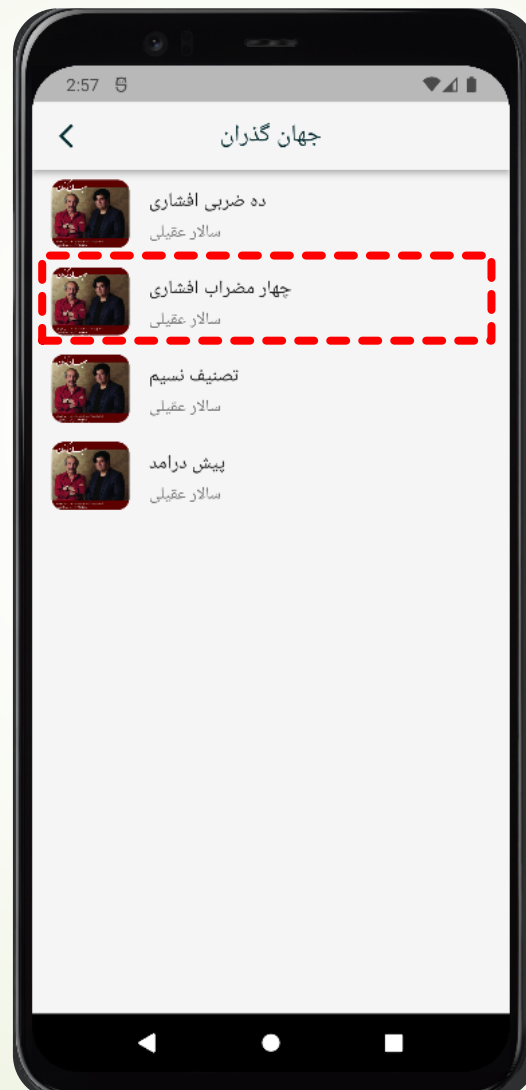 2:57
جهان گذران
ده ضربی افشاری
سالار عقیلی
چهار مضراب افشاری
سالار عقیلی
تصنیف نسیم
سالار عقیلی
پیش درامد
سالار عقیلی